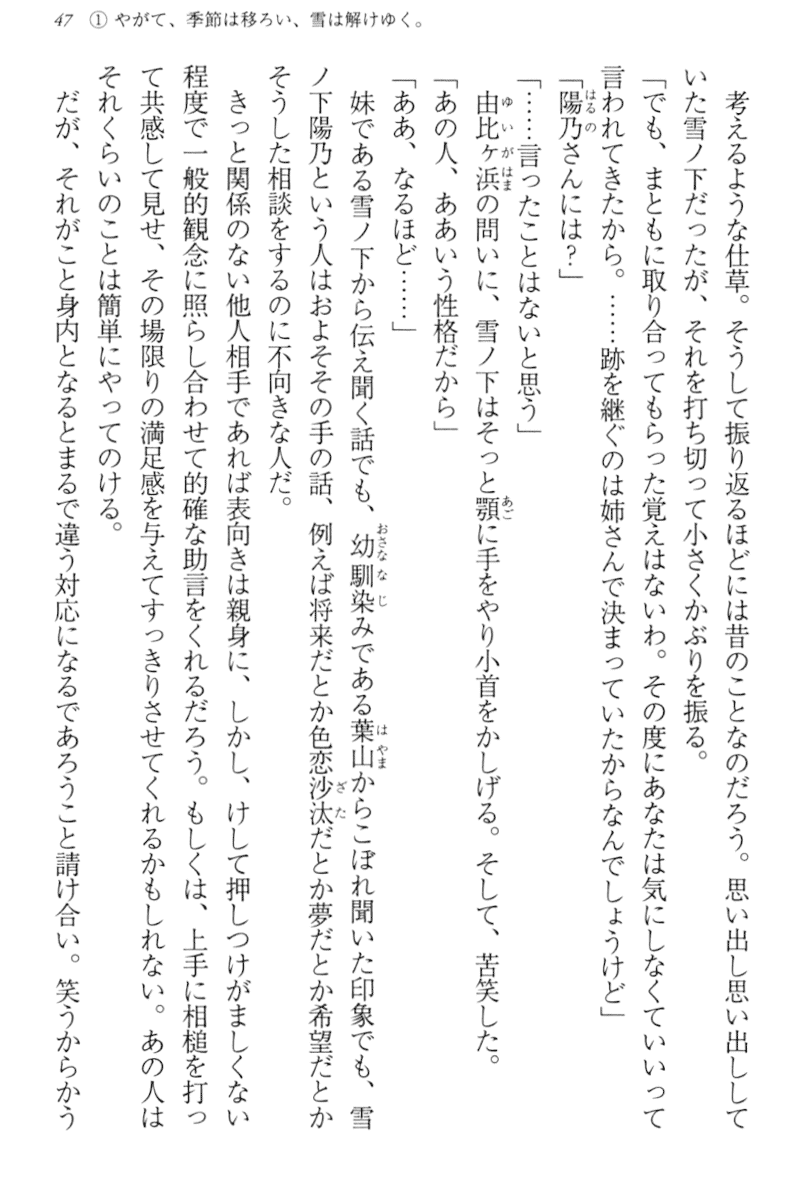 47 ① やがて、季節は移ろい、雪は解けゆく。
考えるような仕草。そうして振り返るほどには昔のことなのだろう。思い出し思い出しして
いた雪ノ下だったが、それを打ち切って小さくかぶりを振る。
「でも、まともに取り合ってもらった覚えはないわ。その度にあなたは気にしなくていいって
言われてきたから。……跡を継ぐのは姉さんで決まっていたからなんでしょうけど」
「陽乃さんには?」
「……言ったことはないと思う」
由比ヶ浜の問いに、雪ノ下はそっと顎に手をやり小首をかしげる。そして、苦笑した。
「あの人、ああいう性格だから」
「ああ、なるほど……」
妹である雪ノ下から伝え聞く話でも、幼馴染みである葉山からこぼれ聞いた印象でも、雪
ノ下陽乃という人はおよそその手の話、例えば将来だとか色恋沙汰だとか夢だとか希望だとか
そうした相談をするのに不向きな人だ。
きっと関係のない他人相手であれば表向きは親身に、しかし、けして押しつけがましくない
程度で一般的観念に照らし合わせて的確な助言をくれるだろう。もしくは、上手に相槌を打っ
て共感して見せ、その場限りの満足感を与えてすっきりさせてくれるかもしれない。あの人は
それくらいのことは簡単にやってのける。
だが、それがこと身内となるとまるで違う対応になるであろうこと請け合い。笑うからかう